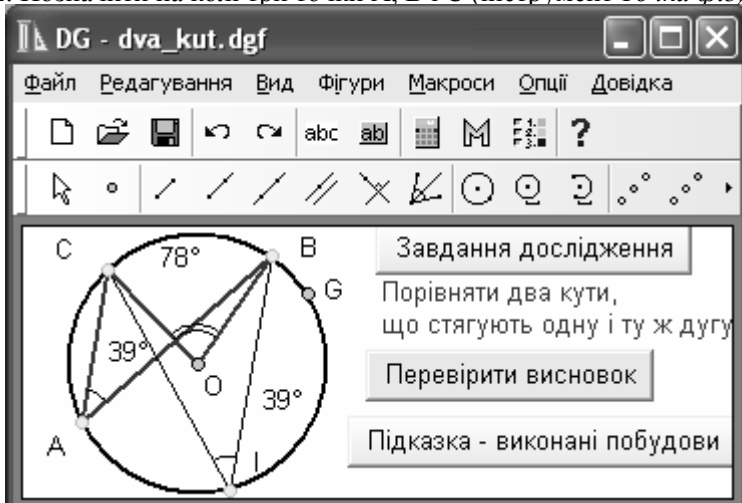 DG - dva_kut.dgf
Файл Редагування Вид Фігури Макроси Опції Довідка
abc ab M ?
C 78° B
G
39°
O
39°
A
Завдання дослідження
Порівняти два кути,
що стягують одну і ту ж дугу
Перевірити висновок
Підказка - виконані побудови